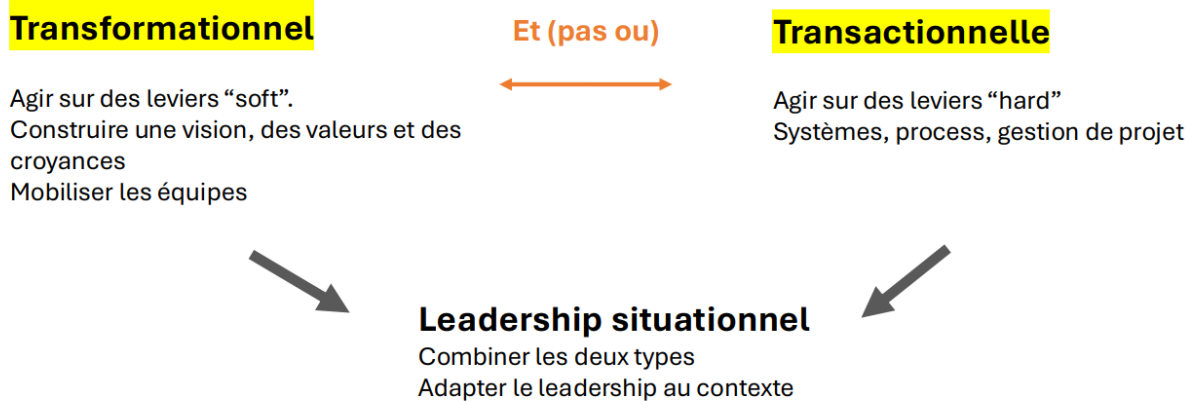 Transformationnel
Et (pas ou)
Transactionnelle
Agir sur des leviers “soft”.
Construire une vision, des valeurs et des
croyances
Mobiliser les équipes
Agir sur des leviers “hard”
Systèmes, process, gestion de projet
Leadership situationnel
Combiner les deux types
Adapter le leadership au contexte